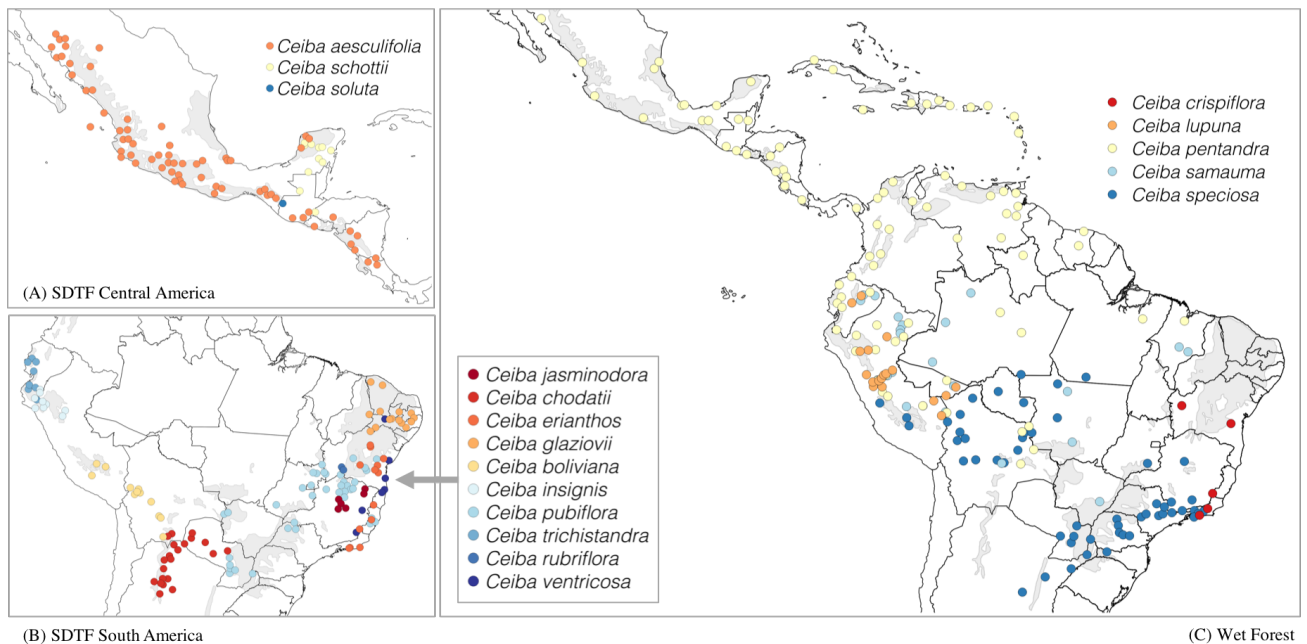 Ceiba aesculifolia
Ceiba schottii
Ceiba soluta
(A) SDTF Central America
Ceiba jasminodora
Ceiba chodatii
Ceiba erianthos
Ceiba glaziovii
Ceiba boliviana
Ceiba insignis
Ceiba pubiflora
Ceiba trichistandra
Ceiba rubriflora
Ceiba ventricosa
(B) SDTF South America
Ceiba crispiflora
Ceiba lupuna
Ceiba pentandra
Ceiba samauma
Ceiba speciosa
(C) Wet Forest